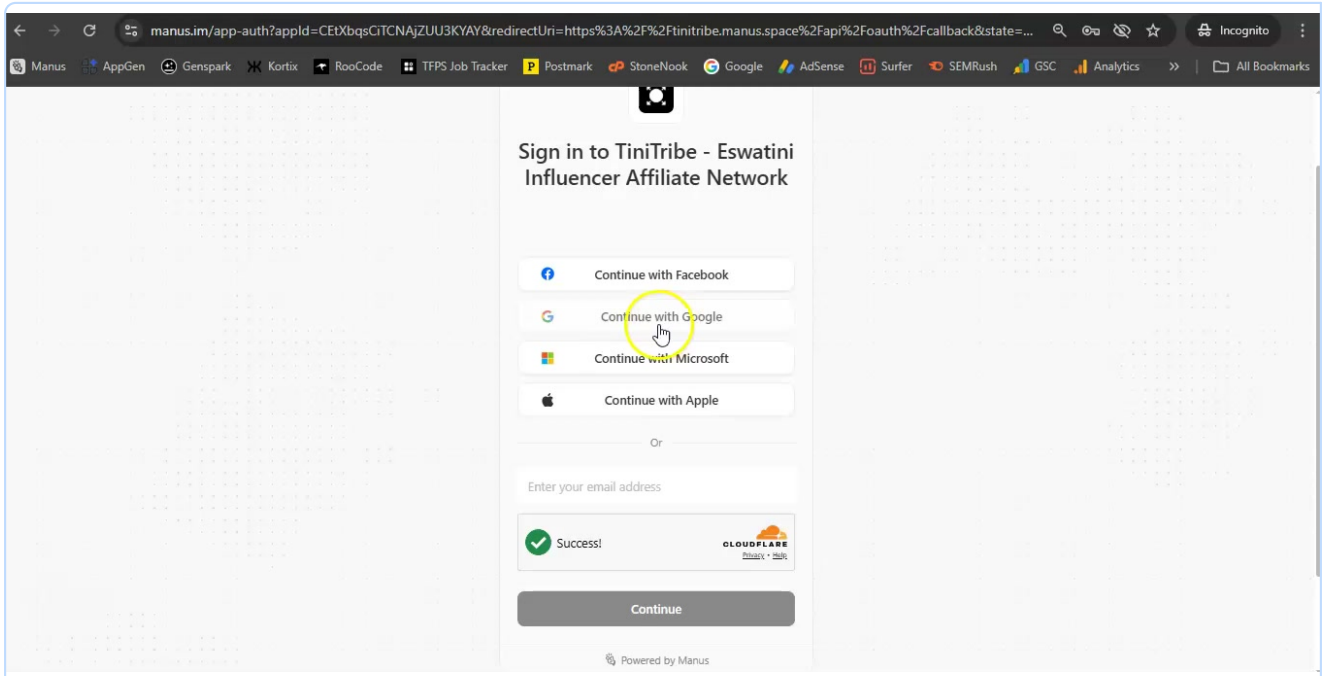 manus.im/app-auth?appId=CEtXbqsCiTCNAjZUU3KYAY&redirectUri=https%3A%2F%2Ftinitribe.manus.space%2Fapi%2Foauth%2Fcallback&state=... Incognito
Manus AppGen Genspark Kortix RooCode TFPS Job Tracker Postmark StoneNook Google AdSense Surfer SEMRush GSC Analytics » All Bookmarks
Sign in to TiniTribe - Eswatini
Influencer Affiliate Network
Continue with Facebook
Continue with Google
Continue with Microsoft
Continue with Apple
Or
Enter your email address
Success!
CLOUDFLARE
Privacy • Help
Continue
Powered by Manus